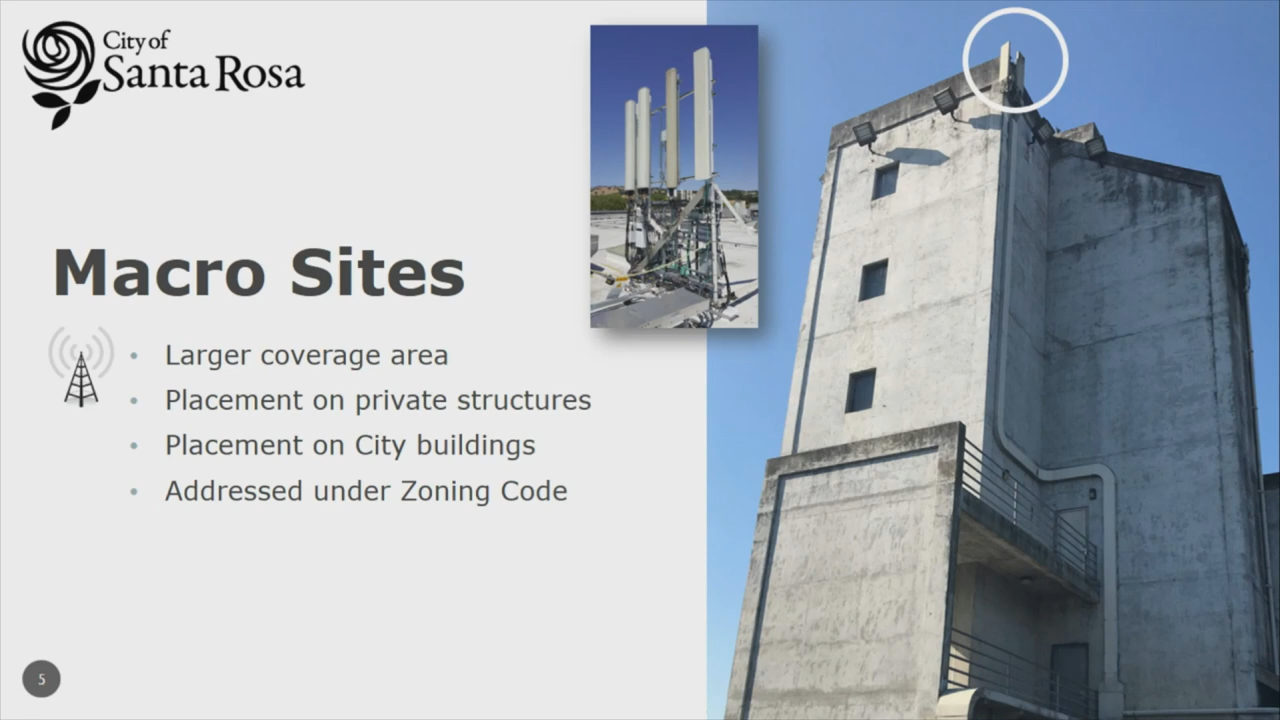 City of
Santa Rosa
Macro Sites
• Larger coverage area
• Placement on private structures
• Placement on City buildings
• Addressed under Zoning Code
5